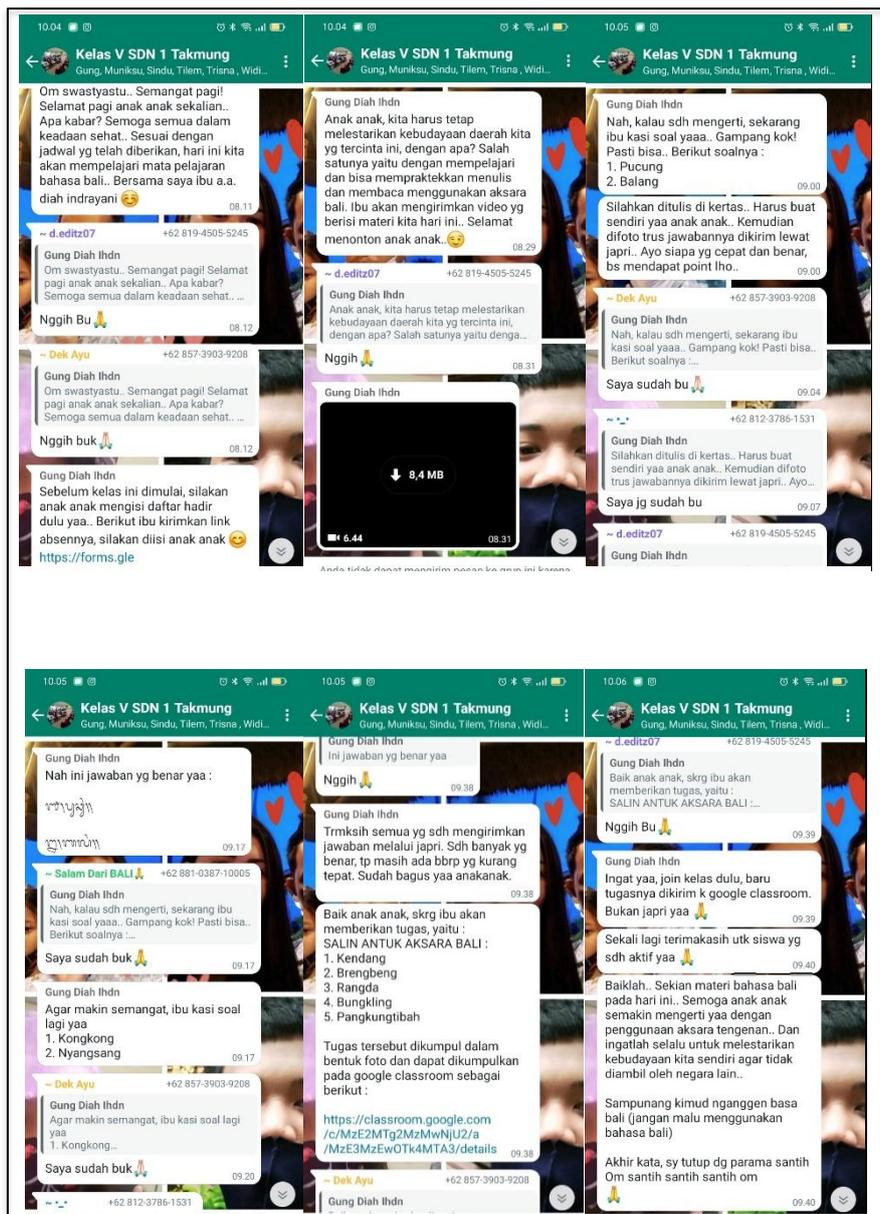 10.04
Kelas V SDN 1 Takmung
Gung, Muniksu, Sindu, Tilem, Trisna , Widi...
Om swastyastu.. Semangat pagi!
Selamat pagi anak anak sekalian..
Apa kabar? Semoga semua dalam
keadaan sehat.. Sesuai dengan
jadwal yg telah diberikan, hari ini kita
akan mempelajari mata pelajaran
bahasa bali.. Bersama saya ibu a.a.
diah indrayani 😊
08.11
~ d.editz07 +62 819-4505-5245
Gung Diah Ihdn
Om swastyastu.. Semangat pagi! Selamat
pagi anak anak sekalian.. Apa kabar?
Semoga semua dalam keadaan sehat.. ...
Nggih Bu🙏
08.12
~ Dek Ayu +62 857-3903-9208
Gung Diah Ihdn
Om swastyastu.. Semangat pagi! Selamat
pagi anak anak sekalian.. Apa kabar?
Semoga semua dalam keadaan sehat.. ...
Nggih buk🙏🏻
08.12
Gung Diah Ihdn
Sebelum kelas ini dimulai, silakan
anak anak mengisi daftar hadir
dulu yaa.. Berikut ibu kirimkan link
absennya, silakan diisi anak anak 😊
https://forms.gle
10.04
Kelas V SDN 1 Takmung
Gung, Muniksu, Sindu, Tilem, Trisna , Widi...
Gung Diah Ihdn
Anak anak, kita harus tetap
melestarikan kebudayaan daerah kita
yg tercinta ini, dengan apa? Salah
satunya yaitu dengan mempelajari
dan bisa mempraktekkan menulis
dan membaca menggunakan aksara
bali. Ibu akan mengirimkan video yg
berisi materi kita hari ini.. Selamat
menonton anak anak..😉
08.29
~ d.editz07 +62 819-4505-5245
Gung Diah Ihdn
Anak anak, kita harus tetap melestarikan
kebudayaan daerah kita yg tercinta ini,
dengan apa? Salah satunya yaitu denga...
Nggih🙏
08.31
Gung Diah Ihdn
8,4 MB
6.44 08.31
Anda tidak dapat mengirim pesan ke grup ini karena
10.05
Kelas V SDN 1 Takmung
Gung, Muniksu, Sindu, Tilem, Trisna , Widi...
Gung Diah Ihdn
Nah, kalau sdh mengerti, sekarang
ibu kasi soal yaaa.. Gampang kok!
Pasti bisa.. Berikut soalnya :
1. Pucung
2. Balang
09.00
Silahkan ditulis di kertas.. Harus buat
sendiri yaa anak anak.. Kemudian
difoto trus jawabannya dikirim lewat
japri.. Ayo siapa yg cepat dan benar,
bs mendapat point lho..
09.00
~ Dek Ayu +62 857-3903-9208
Gung Diah Ihdn
Nah, kalau sdh mengerti, sekarang ibu
kasi soal yaaa.. Gampang kok! Pasti bisa..
Berikut soalnya :...
Saya sudah bu🙏🏻
09.04
~ •_• +62 812-3786-1531
Gung Diah Ihdn
Silahkan ditulis di kertas.. Harus buat
sendiri yaa anak anak.. Kemudian difoto
trus jawabannya dikirim lewat japri.. Ayo...
Saya jg sudah bu
09.07
~ d.editz07 +62 819-4505-5245
Gung Diah Ihdn
10.05
Kelas V SDN 1 Takmung
Gung, Muniksu, Sindu, Tilem, Trisna , Widi...
Gung Diah Ihdn
Nah ini jawaban yg benar yaa :
09.17
~ Salam Dari BALI🙏 +62 881-0387-10005
Gung Diah Ihdn
Nah, kalau sdh mengerti, sekarang ibu
kasi soal yaaa.. Gampang kok! Pasti bisa..
Berikut soalnya :...
Saya sudah buk🙏
09.17
Gung Diah Ihdn
Agar makin semangat, ibu kasi soal
lagi yaa
1. Kongkong
2. Nyangsang
09.17
~ Dek Ayu +62 857-3903-9208
Gung Diah Ihdn
Agar makin semangat, ibu kasi soal lagi
yaa
1. Kongkong...
Saya sudah buk🙏🏻
09.20
~ •_• +62 812-3786-1531
10.05
Kelas V SDN 1 Takmung
Gung, Muniksu, Sindu, Tilem, Trisna , Widi...
Gung Diah Ihdn
Ini jawaban yg benar yaa
Nggih🙏
09.38
Gung Diah Ihdn
Trmksih semua yg sdh mengirimkan
jawaban melalui japri. Sdh banyak yg
benar, tp masih ada bbrp yg kurang
tepat. Sudah bagus yaa anakanak.
09.38
Baik anak anak, skrg ibu akan
memberikan tugas, yaitu :
SALIN ANTUK AKSARA BALI :
1. Kendang
2. Brengbeng
3. Rangda
4. Bungkling
5. Pangkungtibah
Tugas tersebut dikumpul dalam
bentuk foto dan dapat dikumpulkan
pada google classroom sebagai
berikut :
https://classroom.google.com
/c/MzE2MTg2MzMwNjU2/a
/MzE3MzEwOTk4MTA3/details
09.38
~ Dek Ayu +62 857-3903-9208
Gung Diah Ihdn
10.06
Kelas V SDN 1 Takmung
Gung, Muniksu, Sindu, Tilem, Trisna , Widi...
~ d.editz07 +62 819-4505-5245
Gung Diah Ihdn
Baik anak anak, skrg ibu akan
memberikan tugas, yaitu :
SALIN ANTUK AKSARA BALI :...
Nggih Bu🙏
09.39
Gung Diah Ihdn
Ingat yaa, join kelas dulu, baru
tugasnya dikirim k google classroom.
Bukan japri yaa 🙏
09.39
Sekali lagi terimakasih utk siswa yg
sdh aktif yaa 🙏
09.40
Baiklah.. Sekian materi bahasa bali
pada hari ini.. Semoga anak anak
semakin mengerti yaa dengan
penggunaan aksara tengenan.. Dan
ingatlah selalu untuk melestarikan
kebudayaan kita sendiri agar tidak
diambil oleh negara lain..
Sampunang kimud nganggen basa
bali (jangan malu menggunakan
bahasa bali)
Akhir kata, sy tutup dg parama santih
Om santih santih santih om
🙏
09.40